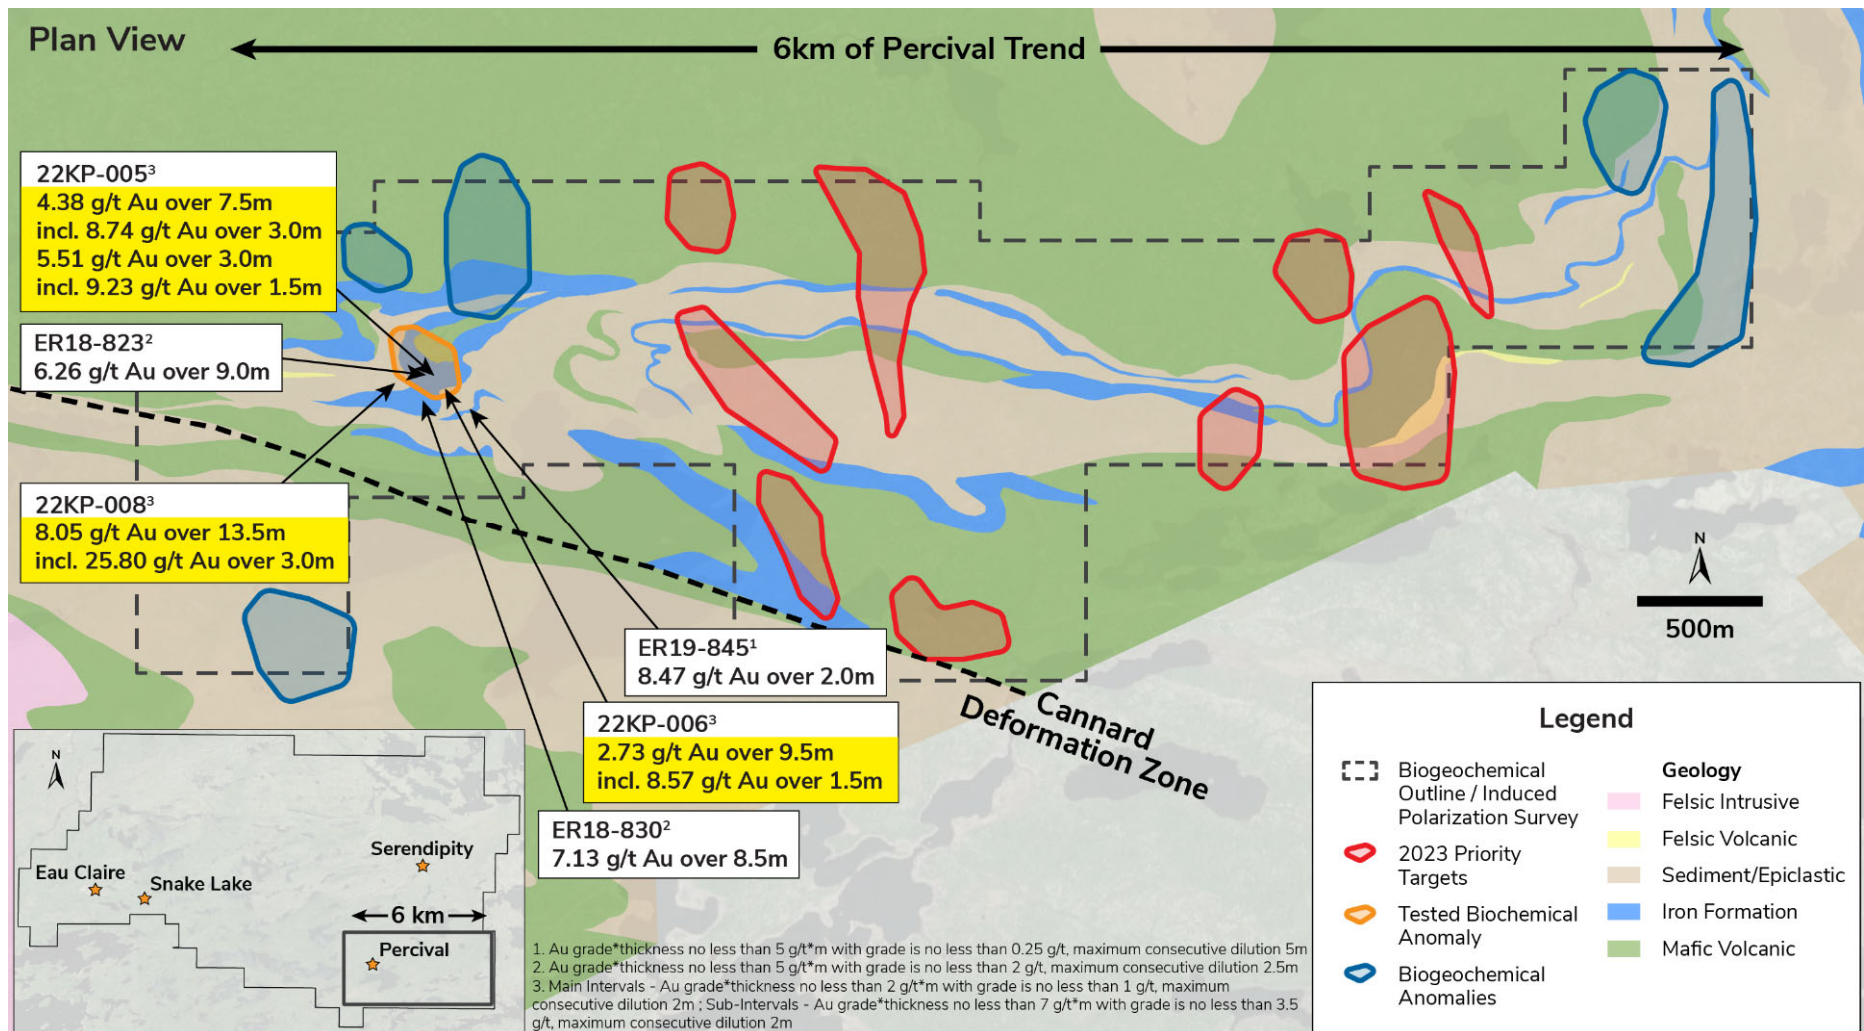 Plan View
6km of Percival Trend
22KP-005³
4.38 g/t Au over 7.5m
incl. 8.74 g/t Au over 3.0m
5.51 g/t Au over 3.0m
incl. 9.23 g/t Au over 1.5m
ER18-823²
6.26 g/t Au over 9.0m
22KP-008³
8.05 g/t Au over 13.5m
incl. 25.80 g/t Au over 3.0m
ER19-845¹
8.47 g/t Au over 2.0m
22KP-006³
2.73 g/t Au over 9.5m
incl. 8.57 g/t Au over 1.5m
ER18-830²
7.13 g/t Au over 8.5m
Cannard
Deformation Zone
N
500m
N
Eau Claire
Snake Lake
Serendipity
6 km
Percival
1. Au grade*thickness no less than 5 g/t*m with grade is no less than 0.25 g/t, maximum consecutive dilution 5m
2. Au grade*thickness no less than 5 g/t*m with grade is no less than 2 g/t, maximum consecutive dilution 2.5m
3. Main Intervals - Au grade*thickness no less than 2 g/t*m with grade is no less than 1 g/t, maximum
consecutive dilution 2m ; Sub-Intervals - Au grade*thickness no less than 7 g/t*m with grade is no less than 3.5
g/t, maximum consecutive dilution 2m
Legend
Biogeochemical
Outline / Induced
Polarization Survey
2023 Priority
Targets
Tested Biochemical
Anomaly
Biogeochemical
Anomalies
Geology
Felsic Intrusive
Felsic Volcanic
Sediment/Epiclastic
Iron Formation
Mafic Volcanic